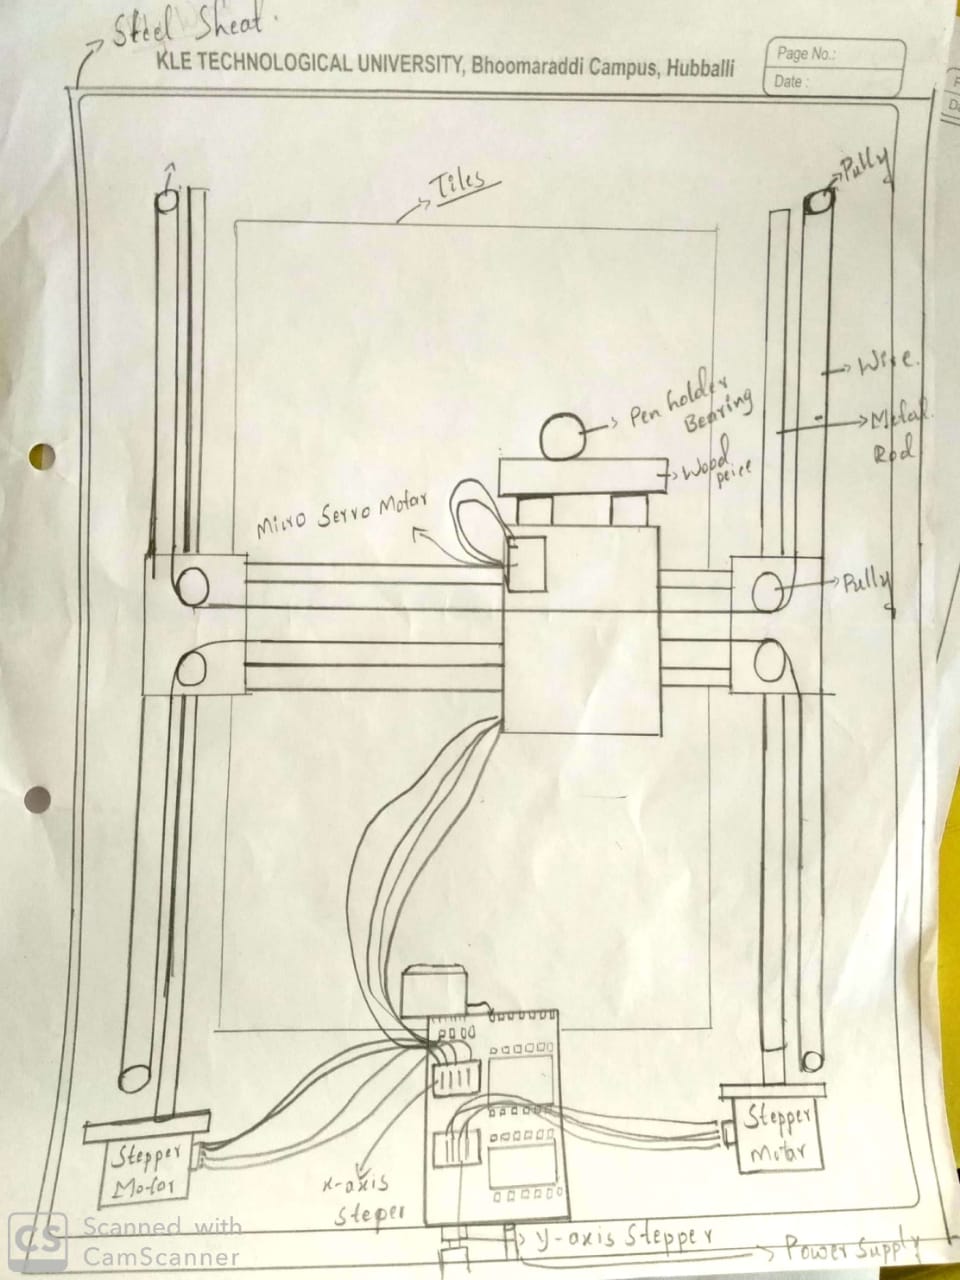 Steel Sheat.
KLE TECHNOLOGICAL UNIVERSITY, Bhoomaraddi Campus, Hubballi
Page No.:
Date :
Pully
Tiles
Wire.
Metal
Rod
Pen holder
Bearing
Wood
peice
Micro Servo Motar
Pully
Stepper
Motor
Stepper
Motar
x-axis
Steper
y-axis Stepper
Power Supply
CS
Scanned with
CamScanner